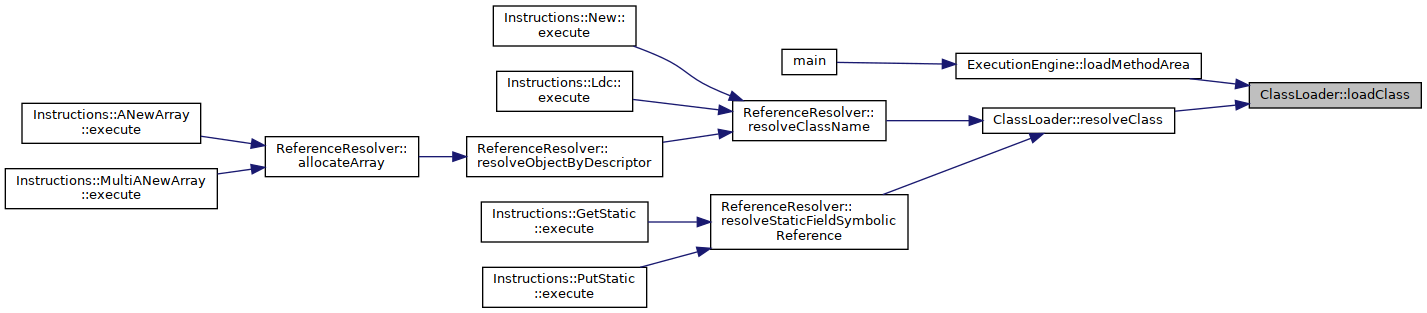 Instructions::New::
execute
main
ExecutionEngine::loadMethodArea
Instructions::Ldc::
execute
ClassLoader::loadClass
Instructions::ANewArray
::execute
ReferenceResolver::
resolveClassName
ClassLoader::resolveClass
ReferenceResolver::
allocateArray
ReferenceResolver::
resolveObjectByDescriptor
Instructions::MultiANewArray
::execute
Instructions::GetStatic
::execute
ReferenceResolver::
resolveStaticFieldSymbolic
Reference
Instructions::PutStatic
::execute